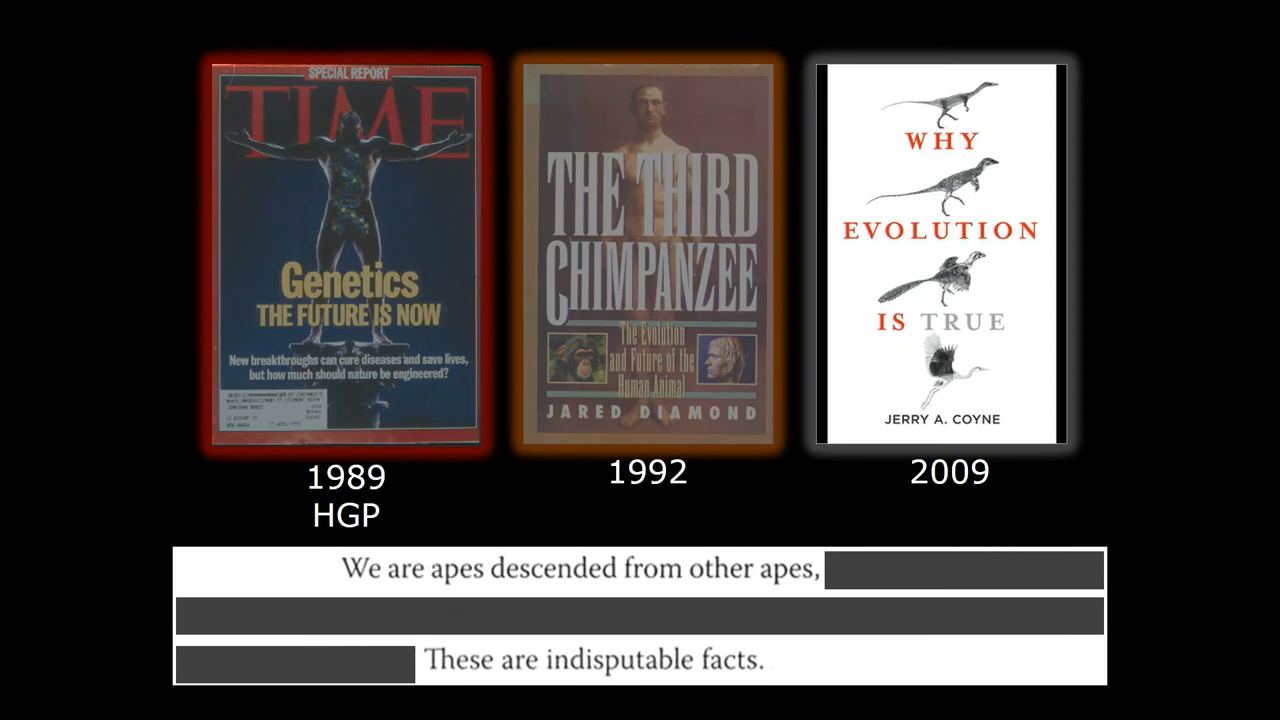 SPECIAL REPORT
TIME
Genetics
THE FUTURE IS NOW
New breakthroughs can cure diseases and save lives,
but how much should nature be engineered?
1989
HGP
THE THIRD
CHIMPANZEE
The Evolution
and Future of the
Human Animal
JARED DIAMOND
1992
WHY
EVOLUTION
IS TRUE
JERRY A. COYNE
2009
We are apes descended from other apes,
These are indisputable facts.